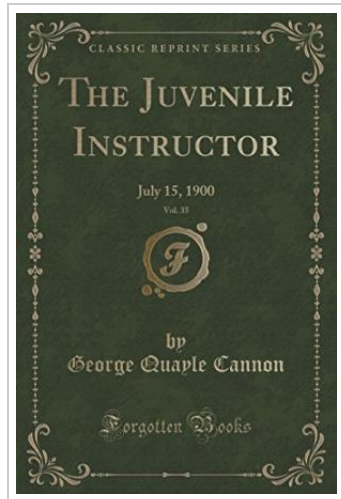 CLASSIC REPRINT SERIES
THE JUVENILE
INSTRUCTOR
July 15, 1900
Vol. 35
F
by
George Quayle Cannon
Forgotten Books